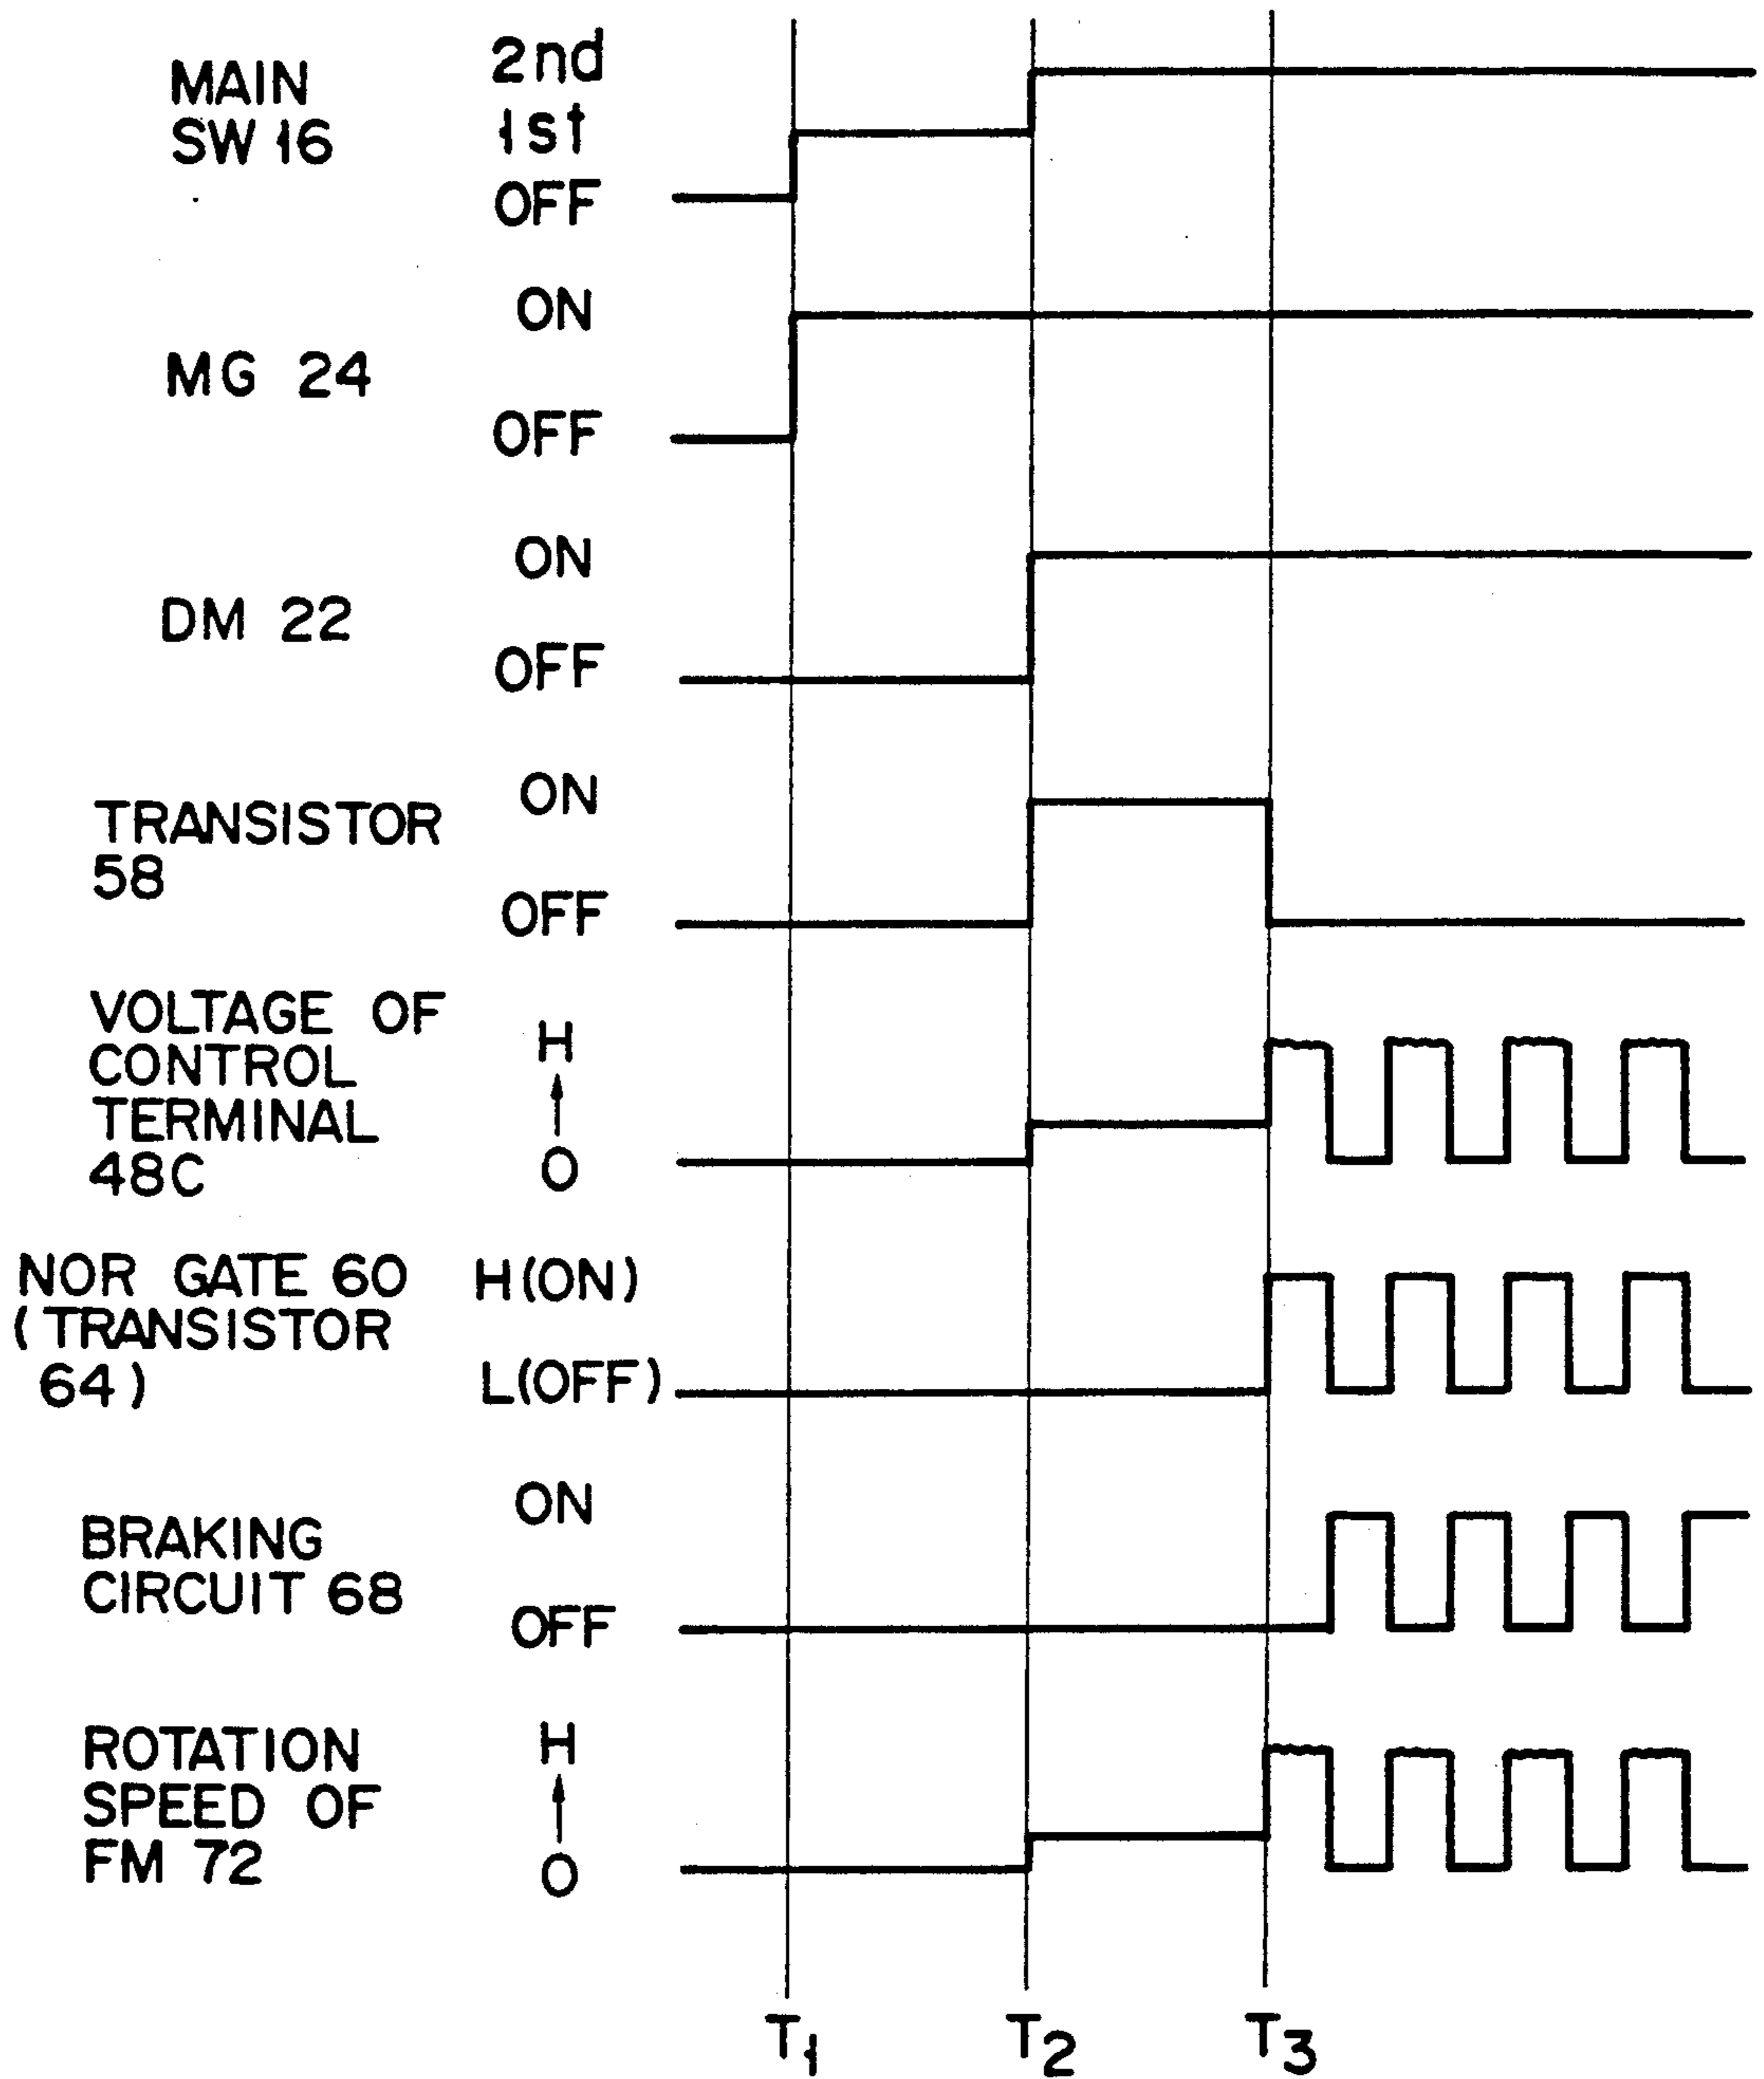 MAIN
SW 16
2nd
1st
OFF
MG 24
ON
OFF
DM 22
ON
OFF
TRANSISTOR
58
ON
OFF
VOLTAGE OF
CONTROL
TERMINAL
48C
H
O
NOR GATE 60
(TRANSISTOR
64)
H(ON)
L(OFF)
BRAKING
CIRCUIT 68
ON
OFF
ROTATION
SPEED OF
FM 72
H
O
T1 T2 T3